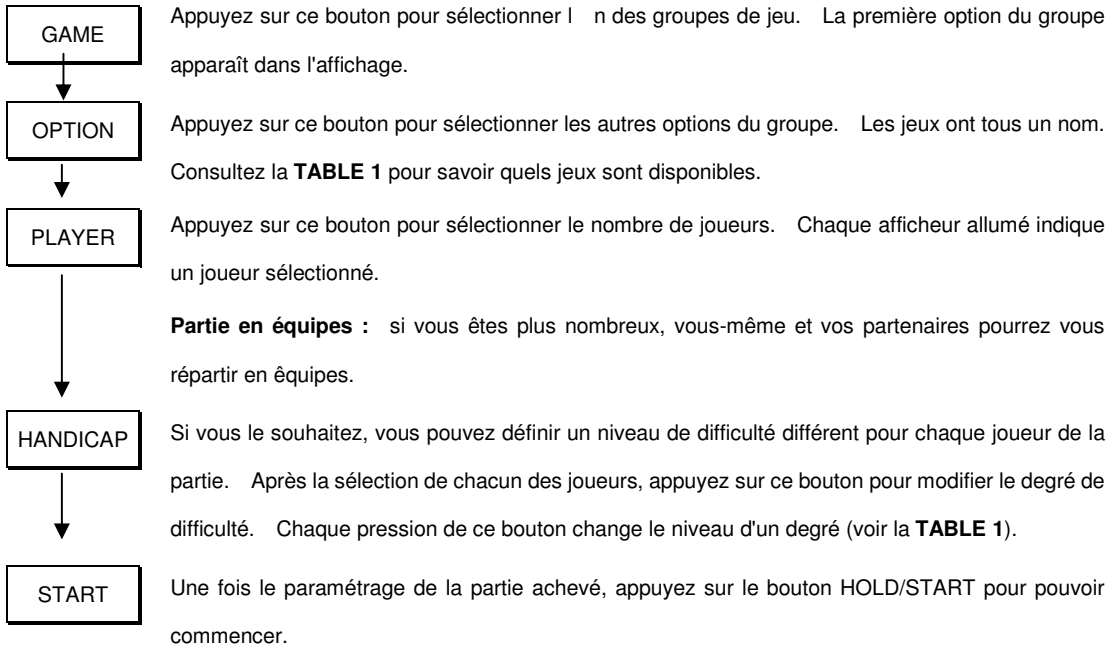 GAME
Appuyez sur ce bouton pour sélectionner l n des groupes de jeu. La première option du groupe
apparaît dans l'affichage.
OPTION
Appuyez sur ce bouton pour sélectionner les autres options du groupe. Les jeux ont tous un nom.
Consultez la TABLE 1 pour savoir quels jeux sont disponibles.
PLAYER
Appuyez sur ce bouton pour sélectionner le nombre de joueurs. Chaque afficheur allumé indique
un joueur sélectionné.
Partie en équipes : si vous êtes plus nombreux, vous-même et vos partenaires pourrez vous
répartir en êquipes.
HANDICAP
Si vous le souhaitez, vous pouvez définir un niveau de difficulté différent pour chaque joueur de la
partie. Après la sélection de chacun des joueurs, appuyez sur ce bouton pour modifier le degré de
difficulté. Chaque pression de ce bouton change le niveau d'un degré (voir la TABLE 1).
START
Une fois le paramétrage de la partie achevé, appuyez sur le bouton HOLD/START pour pouvoir
commencer.